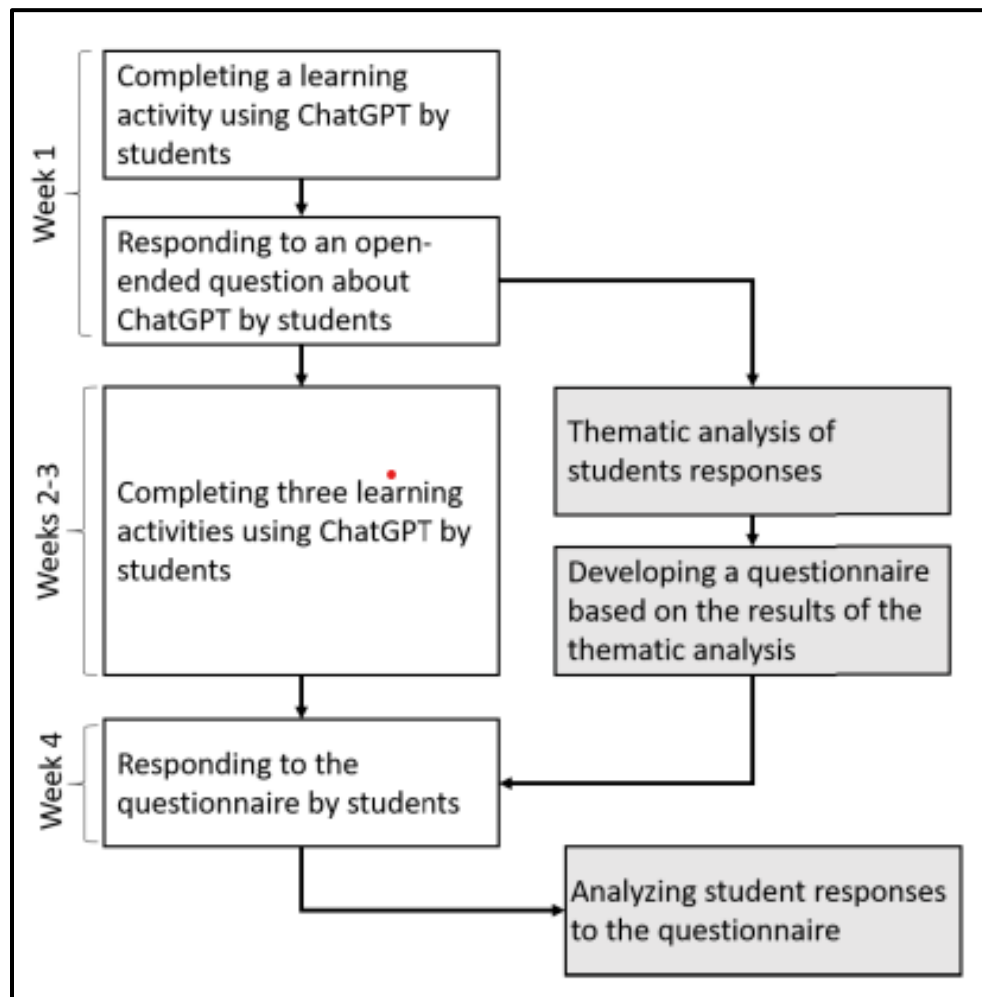 Week 1
Completing a learning
activity using ChatGPT by
students
Responding to an open-
ended question about
ChatGPT by students
Weeks 2-3
Completing three learning
activities using ChatGPT by
students
Thematic analysis of
students responses
Developing a questionnaire
based on the results of the
thematic analysis
Week 4
Responding to the
questionnaire by students
Analyzing student responses
to the questionnaire